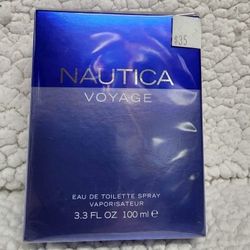 $35
NAUTICA
VOYAGE
EAU DE TOILETTE SPRAY
VAPORISATEUR
3.3 FL OZ 100 ml ℮